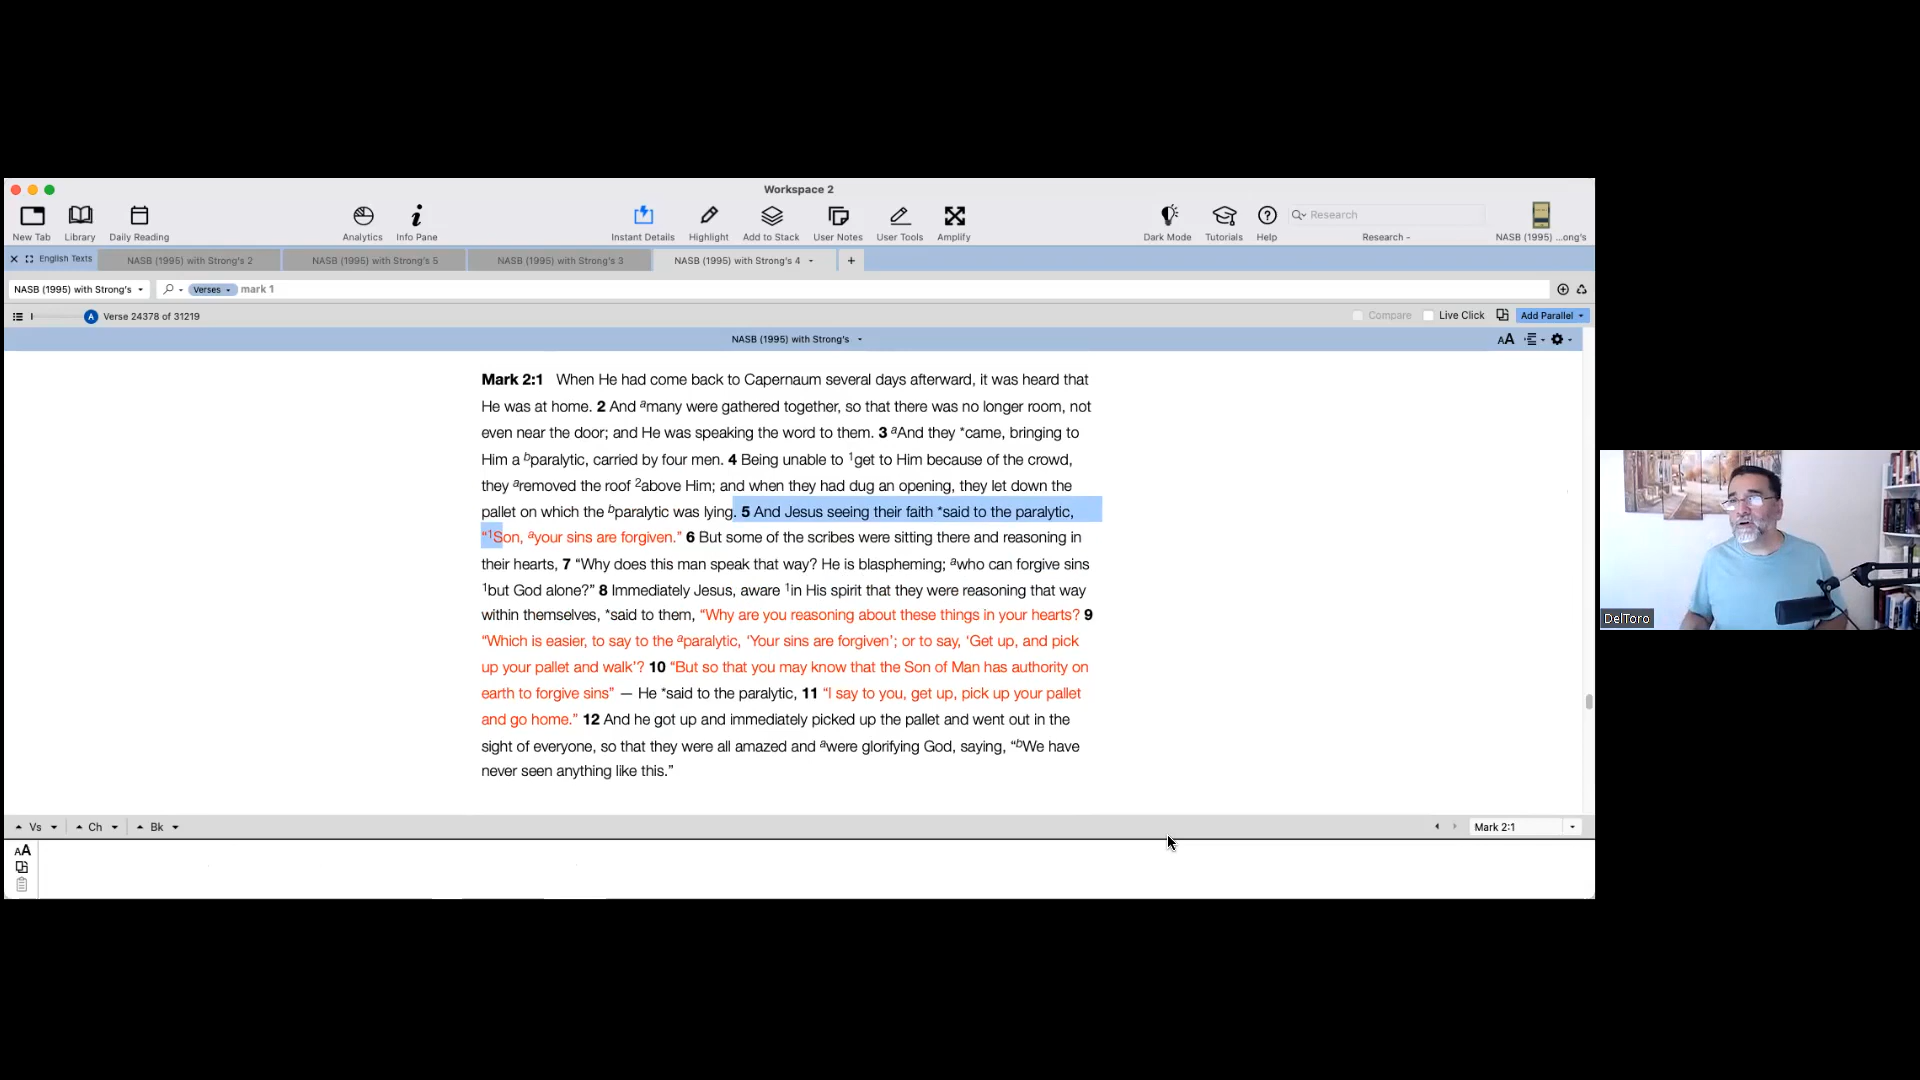 Workspace 2
New Tab Library Daily Reading Analytics Info Pane Instant Details Highlight Add to Stack User Notes User Tools Amplify Dark Mode Tutorials Help Research Research NASB (1995) ...ong's
English Texts NASB (1995) with Strong's 2 NASB (1995) with Strong's 5 NASB (1995) with Strong's 3 NASB (1995) with Strong's 4 +
NASB (1995) with Strong's Verses mark 1
A Verse 24378 of 31219 Compare Live Click Add Parallel
NASB (1995) with Strong's AA
Mark 2:1 When He had come back to Capernaum several days afterward, it was heard that
He was at home. 2 And ᵃmany were gathered together, so that there was no longer room, not
even near the door; and He was speaking the word to them. 3 ᵃAnd they *came, bringing to
Him a ᵇparalytic, carried by four men. 4 Being unable to ¹get to Him because of the crowd,
they ᵃremoved the roof ²above Him; and when they had dug an opening, they let down the
pallet on which the ᵇparalytic was lying. 5 And Jesus seeing their faith *said to the paralytic,
“¹Son, ᵃyour sins are forgiven.” 6 But some of the scribes were sitting there and reasoning in
their hearts, 7 “Why does this man speak that way? He is blaspheming; ᵃwho can forgive sins
¹but God alone?” 8 Immediately Jesus, aware ¹in His spirit that they were reasoning that way
within themselves, *said to them, “Why are you reasoning about these things in your hearts? 9
“Which is easier, to say to the ᵃparalytic, ‘Your sins are forgiven’; or to say, ‘Get up, and pick
up your pallet and walk’? 10 “But so that you may know that the Son of Man has authority on
earth to forgive sins” — He *said to the paralytic, 11 “I say to you, get up, pick up your pallet
and go home.” 12 And he got up and immediately picked up the pallet and went out in the
sight of everyone, so that they were all amazed and ᵃwere glorifying God, saying, “ᵇWe have
never seen anything like this.”
Vs Ch Bk Mark 2:1
AA
DelToro